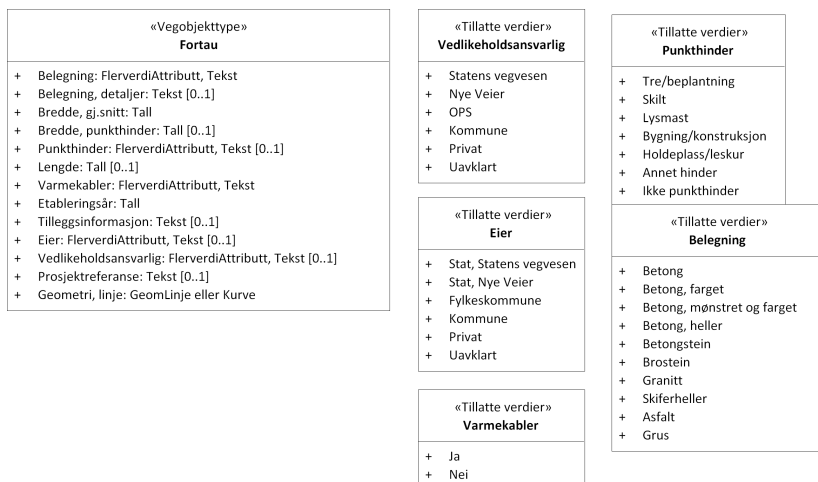 «Vegobjekttype»
Fortau
+ Belegning: FlerverdiAttributt, Tekst
+ Belegning, detaljer: Tekst [0..1]
+ Bredde, gj.snitt: Tall
+ Bredde, punkthinder: Tall [0..1]
+ Punkthinder: FlerverdiAttributt, Tekst [0..1]
+ Lengde: Tall [0..1]
+ Varmekabler: FlerverdiAttributt, Tekst
+ Etableringsår: Tall
+ Tilleggsinformasjon: Tekst [0..1]
+ Eier: FlerverdiAttributt, Tekst [0..1]
+ Vedlikeholdsansvarlig: FlerverdiAttributt, Tekst [0..1]
+ Prosjektreferanse: Tekst [0..1]
+ Geometri, linje: GeomLinje eller Kurve
«Tillatte verdier»
Vedlikeholdsansvarlig
+ Statens vegvesen
+ Nye Veier
+ OPS
+ Kommune
+ Privat
+ Uavklart
«Tillatte verdier»
Eier
+ Stat, Statens vegvesen
+ Stat, Nye Veier
+ Fylkeskommune
+ Kommune
+ Privat
+ Uavklart
«Tillatte verdier»
Varmekabler
+ Ja
+ Nei
«Tillatte verdier»
Punkthinder
+ Tre/beplantning
+ Skilt
+ Lysmast
+ Bygning/konstruksjon
+ Holdeplass/leskur
+ Annet hinder
+ Ikke punkthinder
«Tillatte verdier»
Belegning
+ Betong
+ Betong, farget
+ Betong, mønstret og farget
+ Betong, heller
+ Betongstein
+ Brostein
+ Granitt
+ Skiferheller
+ Asfalt
+ Grus